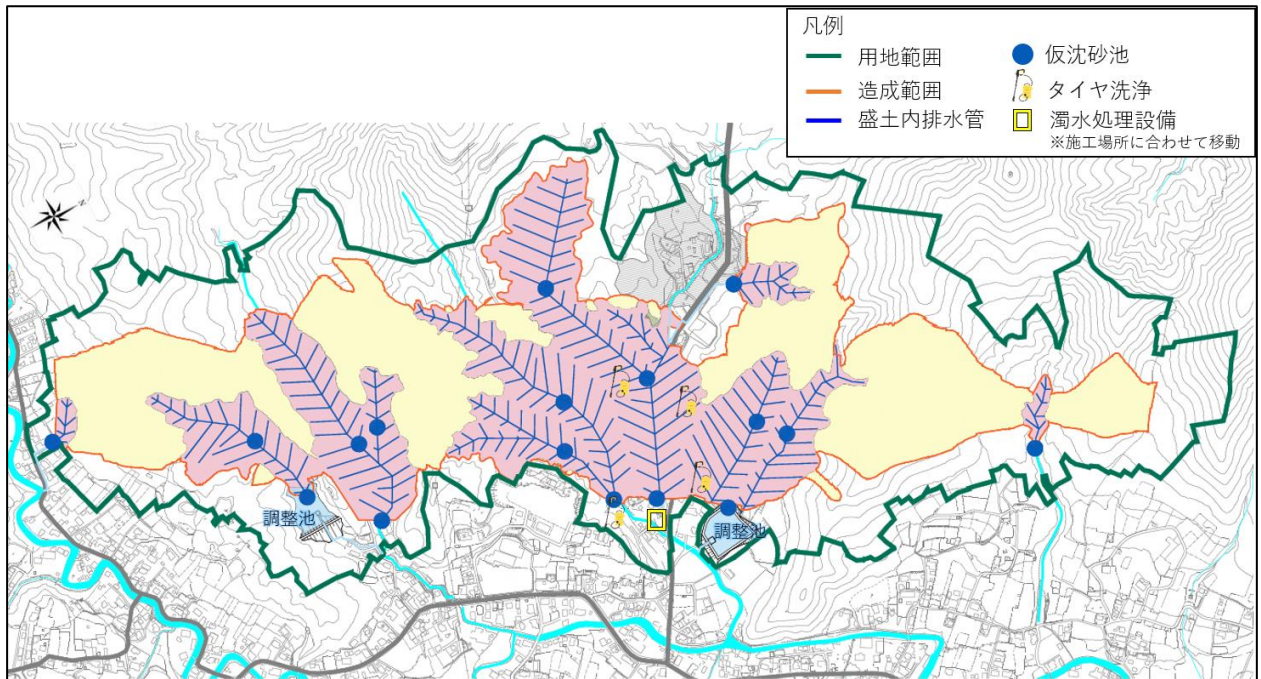 凡例
用地範囲
造成範囲
盛土内排水管
仮沈砂池
タイヤ洗浄
濁水処理設備
※施工場所に合わせて移動
調整池
調整池